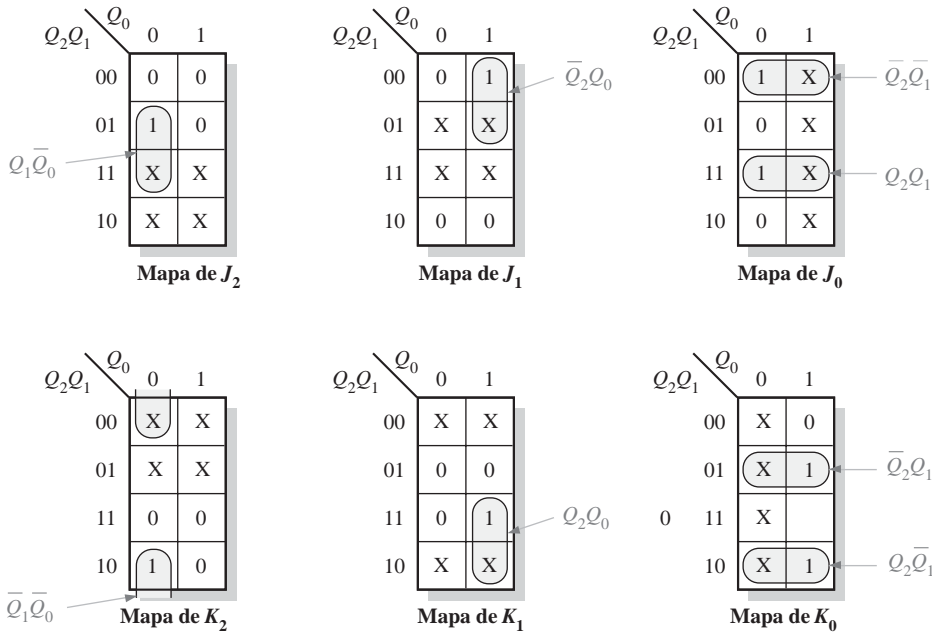 Q₀
Q₂Q₁ 0 1
00 0 0
01 1 0
11 X X
10 X X
Q₁Q̅₀
Mapa de J₂
Q₀
Q₂Q₁ 0 1
00 0 1
01 X X
11 X X
10 0 0
Q̅₂Q₀
Mapa de J₁
Q₀
Q₂Q₁ 0 1
00 1 X
01 0 X
11 1 X
10 0 X
Q̅₂Q̅₁
Q₂Q₁
Mapa de J₀
Q₀
Q₂Q₁ 0 1
00 X X
01 X X
11 0 0
10 1 0
Q̅₁Q̅₀
Mapa de K₂
Q₀
Q₂Q₁ 0 1
00 X X
01 0 0
11 0 1
10 X X
Q₂Q₀
Mapa de K₁
Q₀
Q₂Q₁ 0 1
00 X 0
01 X 1
0 11 X
10 X 1
Q̅₂Q₁
Q₂Q̅₁
Mapa de K₀